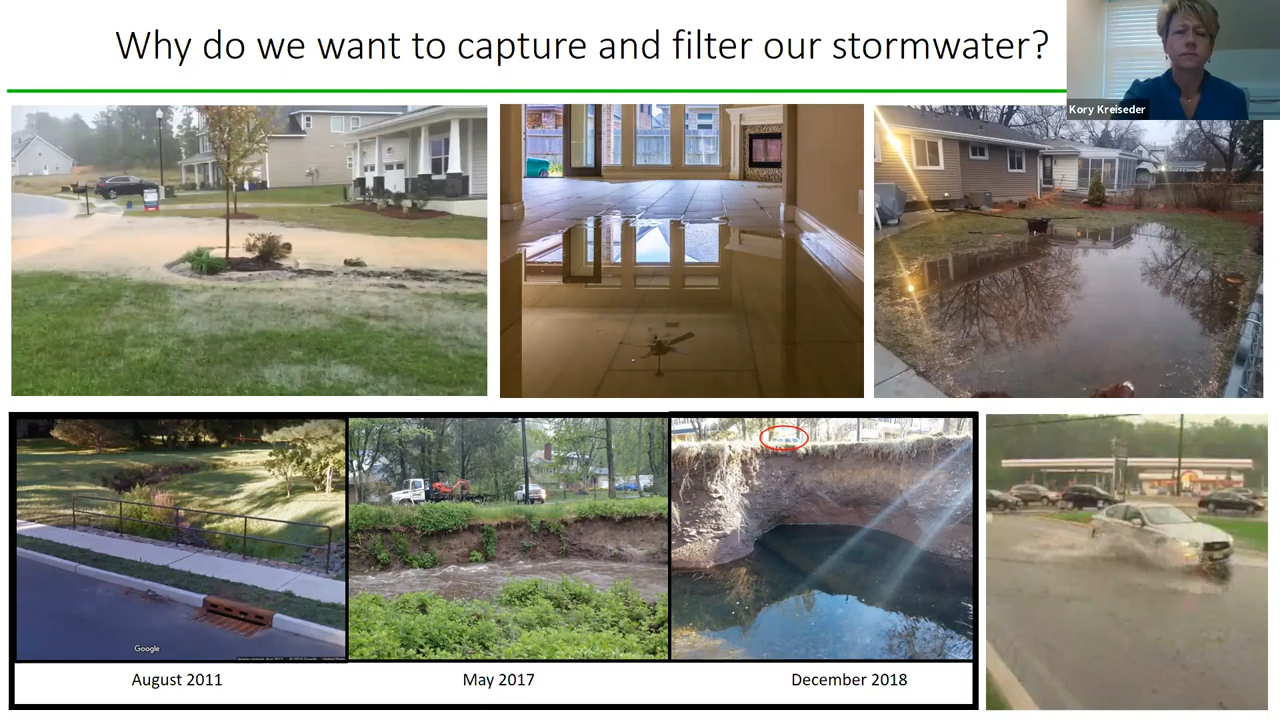 Why do we want to capture and filter our stormwater?
Kory Kreiseder
Google
August 2011
May 2017
December 2018